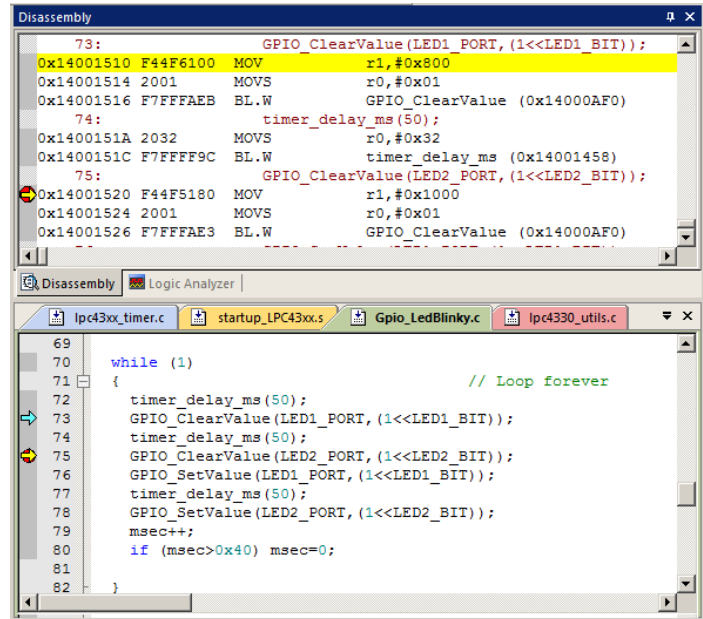 Disassembly
73: GPIO_ClearValue(LED1_PORT,(1<<LED1_BIT));
0x14001510 F44F6100 MOV r1,#0x800
0x14001514 2001 MOVS r0,#0x01
0x14001516 F7FFFAEB BL.W GPIO_ClearValue (0x14000AF0)
74: timer_delay_ms(50);
0x1400151A 2032 MOVS r0,#0x32
0x1400151C F7FFFF9C BL.W timer_delay_ms (0x14001458)
75: GPIO_ClearValue(LED2_PORT,(1<<LED2_BIT));
0x14001520 F44F5180 MOV r1,#0x1000
0x14001524 2001 MOVS r0,#0x01
0x14001526 F7FFFAE3 BL.W GPIO_ClearValue (0x14000AF0)
Disassembly Logic Analyzer
lpc43xx_timer.c startup_LPC43xx.s Gpio_LedBlinky.c lpc4330_utils.c
69
70 while (1)
71 { // Loop forever
72 timer_delay_ms(50);
73 GPIO_ClearValue(LED1_PORT,(1<<LED1_BIT));
74 timer_delay_ms(50);
75 GPIO_ClearValue(LED2_PORT,(1<<LED2_BIT));
76 GPIO_SetValue(LED1_PORT,(1<<LED1_BIT));
77 timer_delay_ms(50);
78 GPIO_SetValue(LED2_PORT,(1<<LED2_BIT));
79 msec++;
80 if (msec>0x40) msec=0;
81
82 }